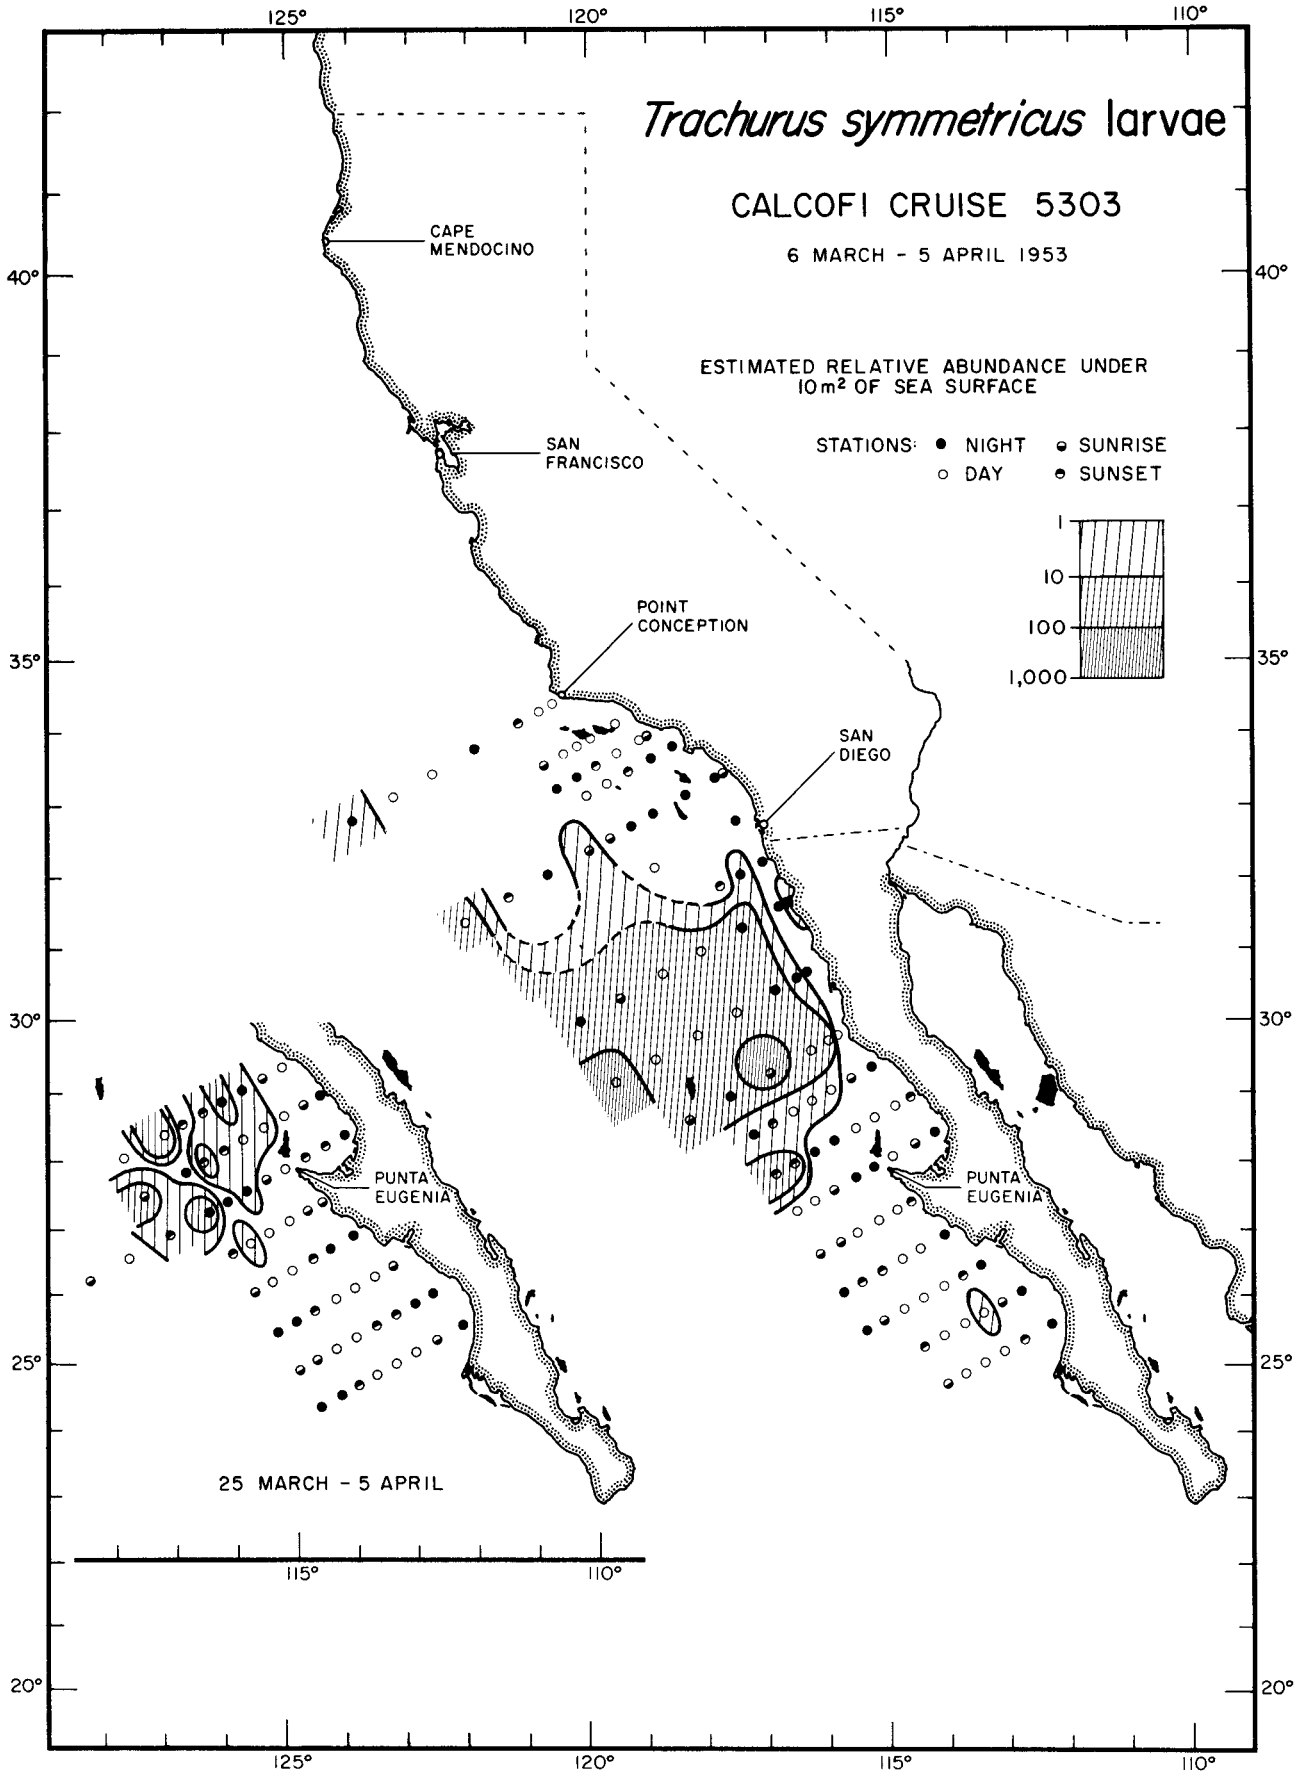 125° 120° 115° 110°
Trachurus symmetricus larvae
CALCOFI CRUISE 5303
6 MARCH - 5 APRIL 1953
CAPE
MENDOCINO
40° 40°
ESTIMATED RELATIVE ABUNDANCE UNDER
10m² OF SEA SURFACE
STATIONS: ● NIGHT SUNRISE
○ DAY SUNSET
SAN
FRANCISCO
1
10
100
1,000
POINT
CONCEPTION
35° 35°
SAN
DIEGO
30° 30°
PUNTA
EUGENIA
PUNTA
EUGENIA
25° 25°
25 MARCH - 5 APRIL
115° 110°
20° 20°
125° 120° 115° 110°